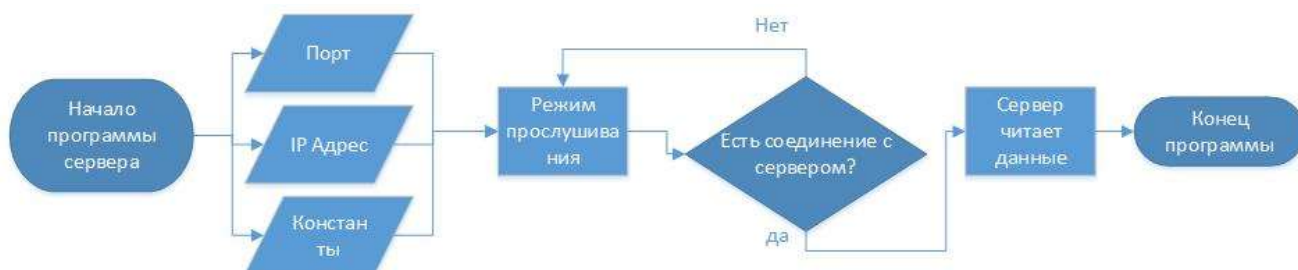 Начало
программы
сервера
Порт
IP Адрес
Констан
ты
Режим
прослушива
ния
Нет
Есть соединение с
сервером?
да
Сервер
читает
данные
Конец
программы